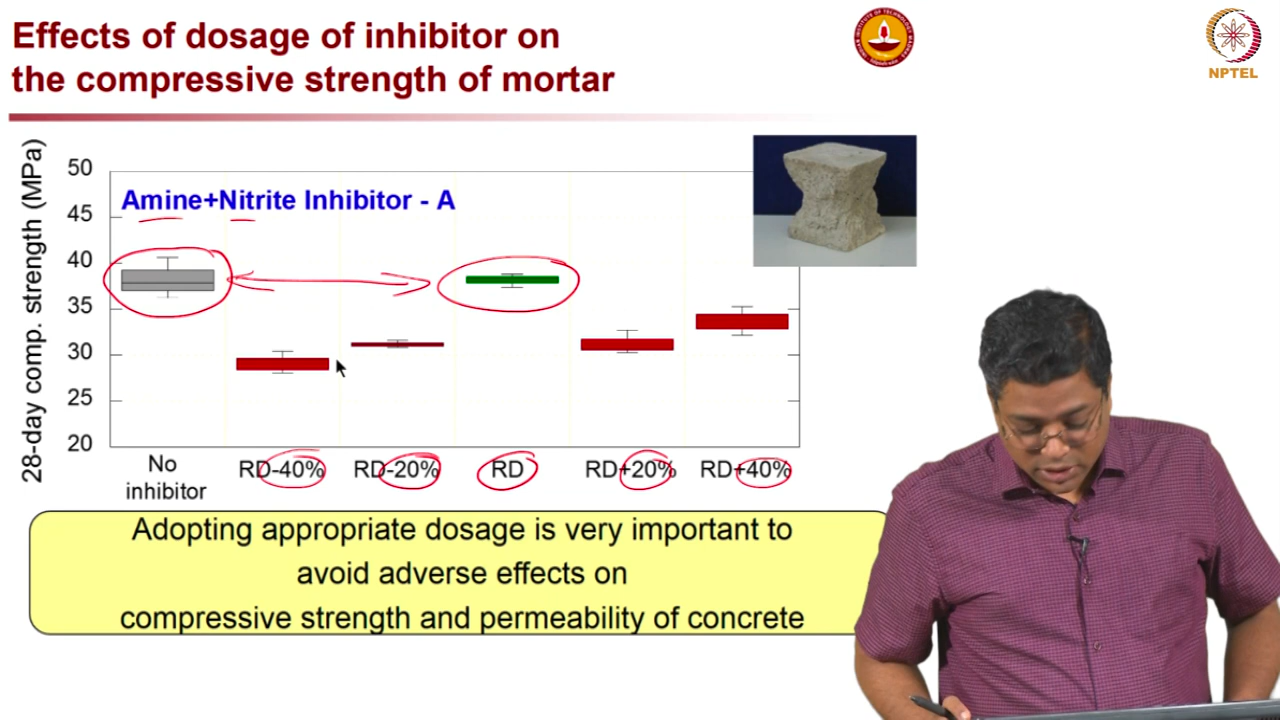 Effects of dosage of inhibitor on
the compressive strength of mortar
NPTEL
28-day comp. strength (MPa)
50
45
40
35
30
25
20
Amine+Nitrite Inhibitor - A
No
inhibitor
RD-40%
RD-20%
RD
RD+20%
RD+40%
Adopting appropriate dosage is very important to
avoid adverse effects on
compressive strength and permeability of concrete